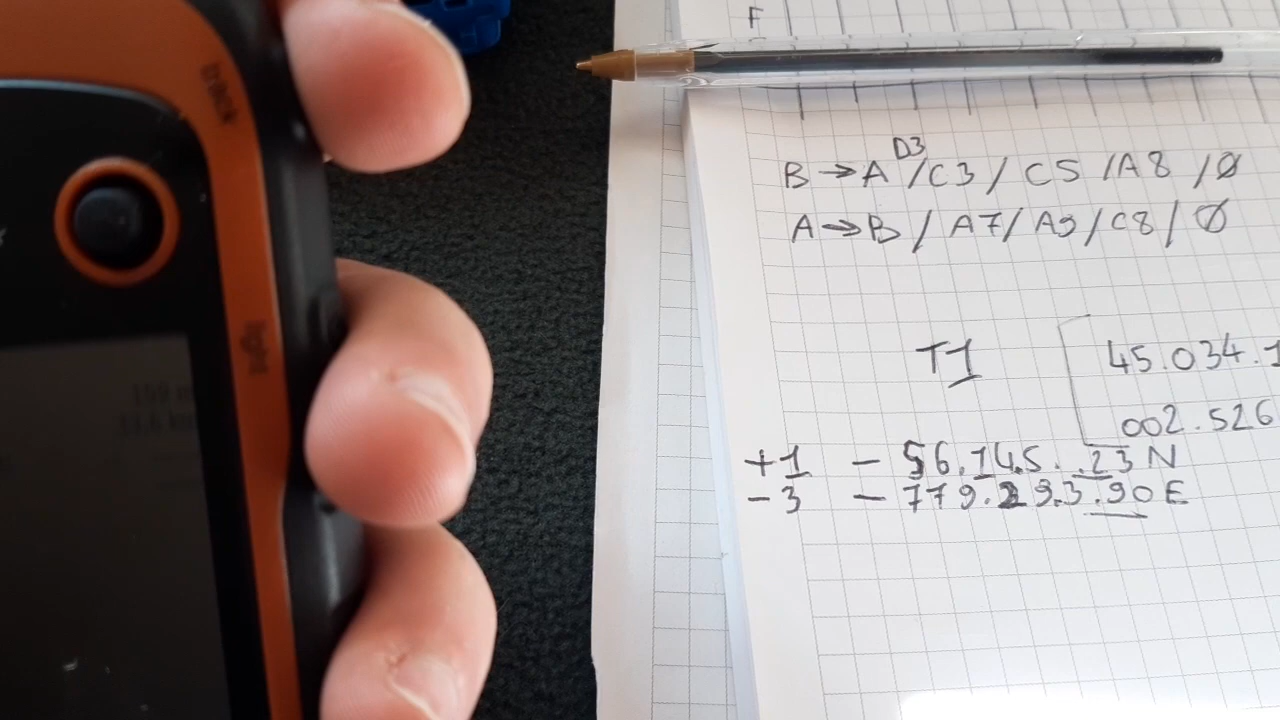 track
light
F
D3
B → A /C3 / C5 /A8 /Ø
A → B / A7/ A9/ C8 / Ø
T1
45.034.1
002.526
+1 – 56.145..23 N
-3 – 779.293.90 E